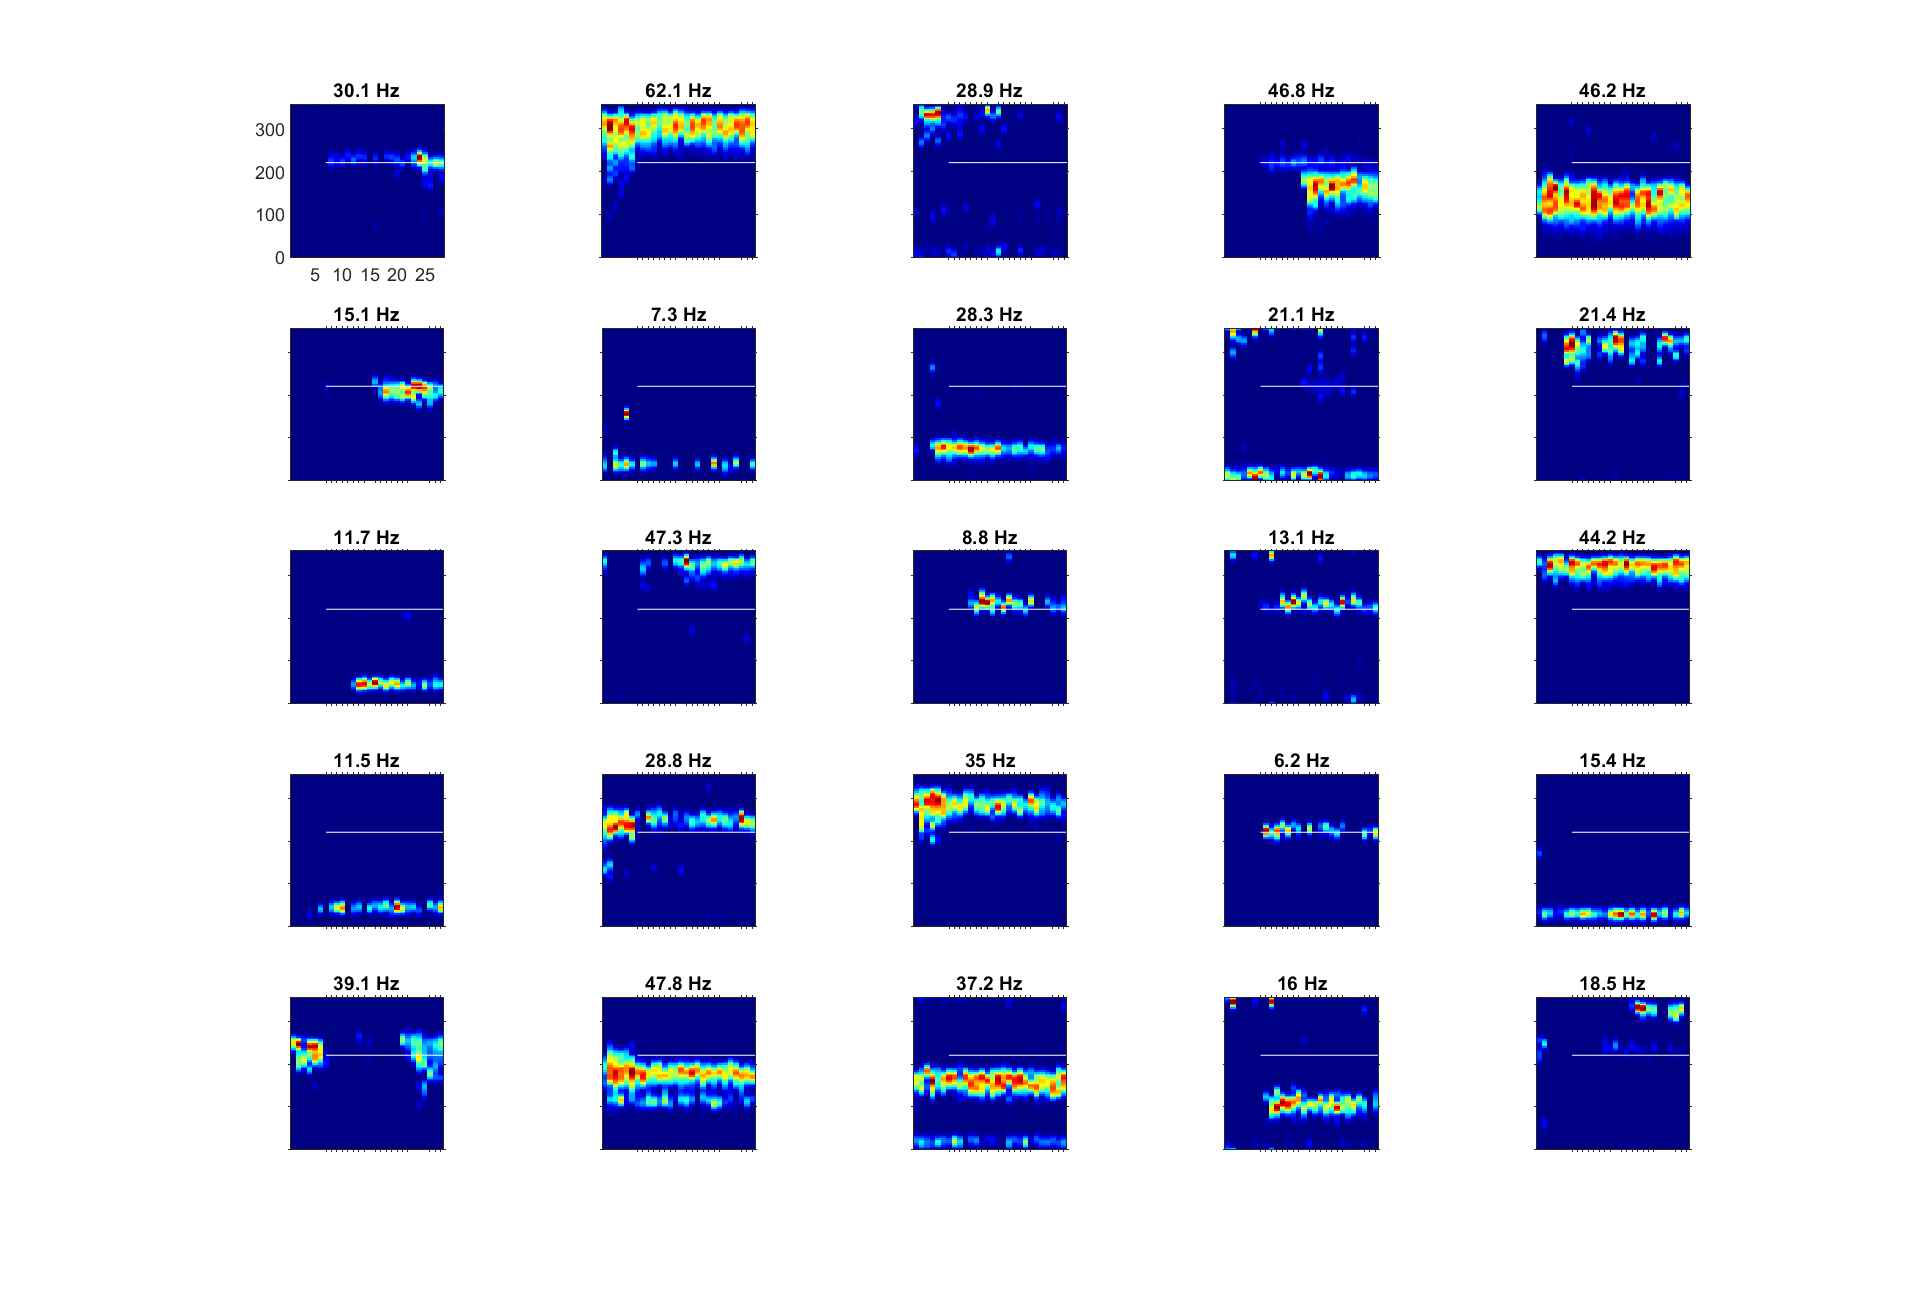 30.1 Hz 62.1 Hz 28.9 Hz 46.8 Hz 46.2 Hz
300
200
100
0
5 10 15 20 25
15.1 Hz 7.3 Hz 28.3 Hz 21.1 Hz 21.4 Hz
11.7 Hz 47.3 Hz 8.8 Hz 13.1 Hz 44.2 Hz
11.5 Hz 28.8 Hz 35 Hz 6.2 Hz 15.4 Hz
39.1 Hz 47.8 Hz 37.2 Hz 16 Hz 18.5 Hz